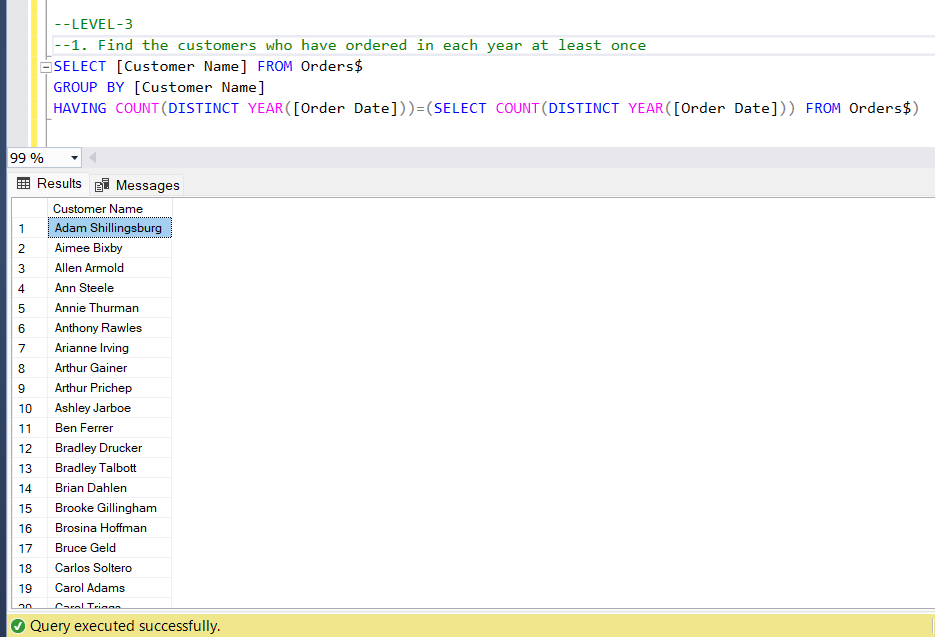 --LEVEL-3
--1. Find the customers who have ordered in each year at least once
SELECT [Customer Name] FROM Orders$
GROUP BY [Customer Name]
HAVING COUNT(DISTINCT YEAR([Order Date]))=(SELECT COUNT(DISTINCT YEAR([Order Date])) FROM Orders$)
99 %
Results Messages
Customer Name
1 Adam Shillingsburg
2 Aimee Bixby
3 Allen Armold
4 Ann Steele
5 Annie Thurman
6 Anthony Rawles
7 Arianne Irving
8 Arthur Gainer
9 Arthur Prichep
10 Ashley Jarboe
11 Ben Ferrer
12 Bradley Drucker
13 Bradley Talbott
14 Brian Dahlen
15 Brooke Gillingham
16 Brosina Hoffman
17 Bruce Geld
18 Carlos Soltero
19 Carol Adams
20 Carol Triggs
Query executed successfully.